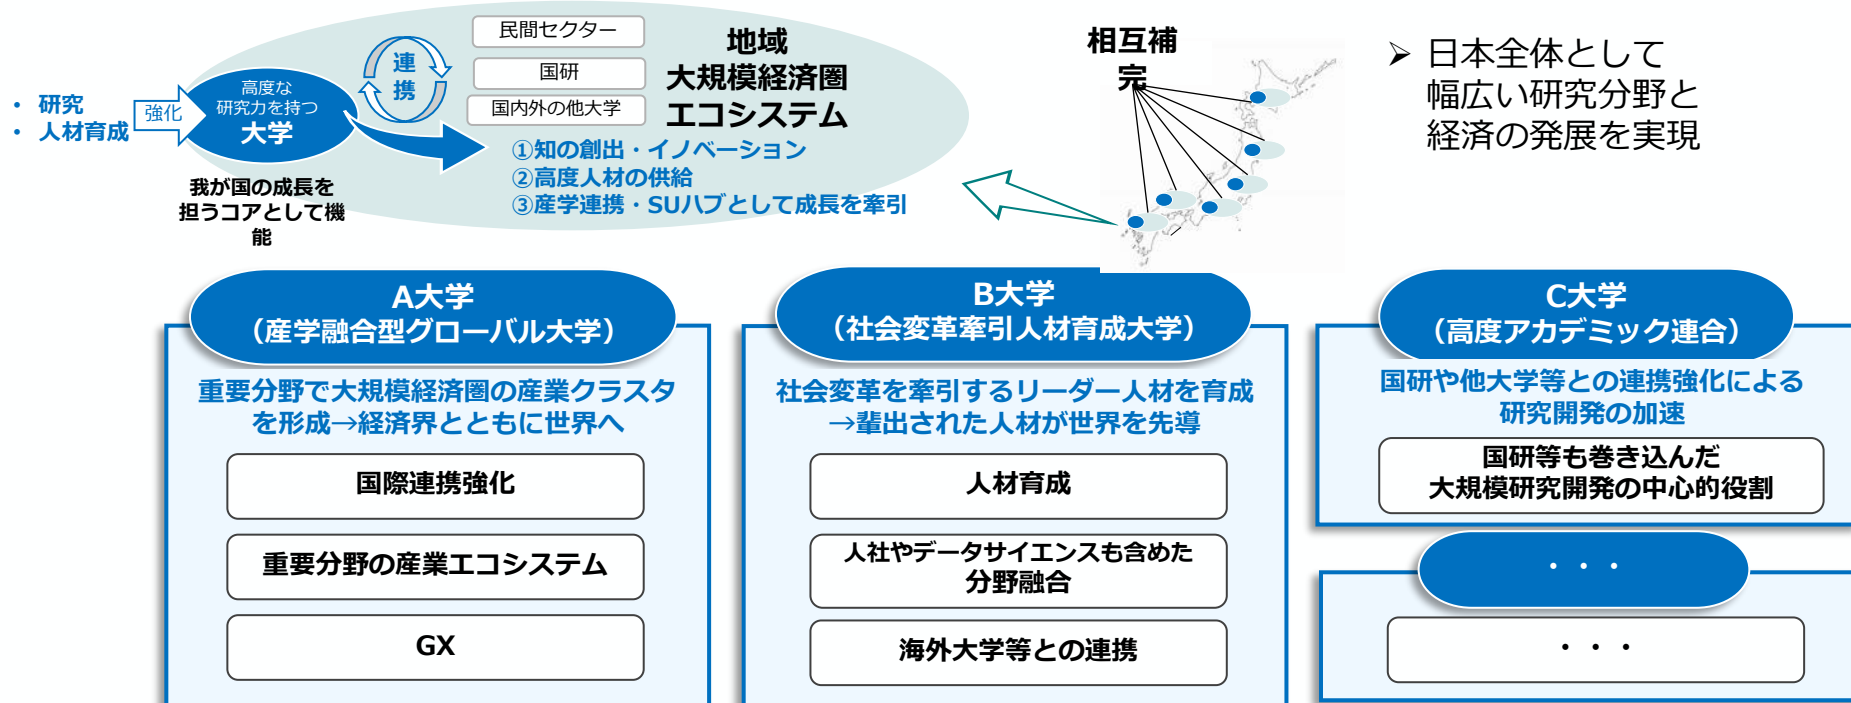 ・ 研究
・ 人材育成
強化
高度な
研究力を持つ
大学
我が国の成長を
担うコアとして機
能
連
携
民間セクター
国研
国内外の他大学
地域
大規模経済圏
エコシステム
①知の創出・イノベーション
②高度人材の供給
③産学連携・SUハブとして成長を牽引
相互補
完
➢ 日本全体として
幅広い研究分野と
経済の発展を実現
A大学
（産学融合型グローバル大学）
重要分野で大規模経済圏の産業クラスタ
を形成→経済界とともに世界へ
国際連携強化
重要分野の産業エコシステム
GX
B大学
（社会変革牽引人材育成大学）
社会変革を牽引するリーダー人材を育成
→輩出された人材が世界を先導
人材育成
人社やデータサイエンスも含めた
分野融合
海外大学等との連携
C大学
（高度アカデミック連合）
国研や他大学等との連携強化による
研究開発の加速
国研等も巻き込んだ
大規模研究開発の中心的役割
・・・
・・・